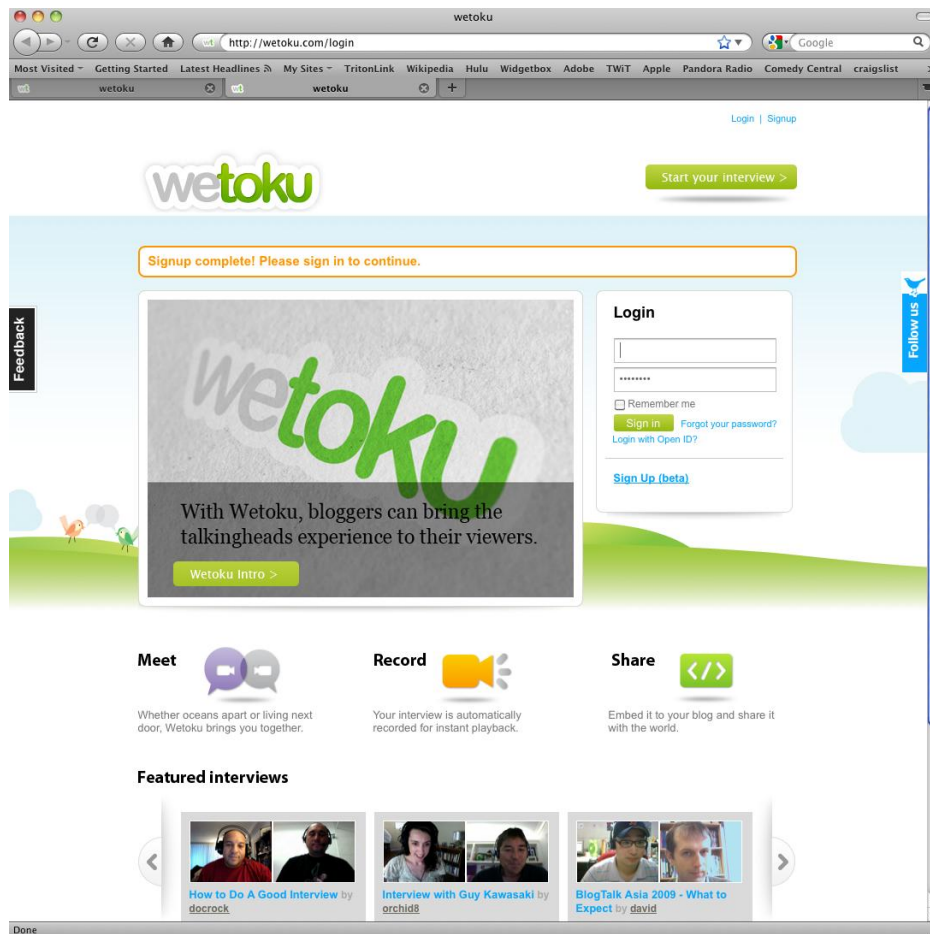 wetoku
http://wetoku.com/login
Google
Most Visited Getting Started Latest Headlines My Sites TritonLink Wikipedia Hulu Widgetbox Adobe TWiT Apple Pandora Radio Comedy Central craigslist
wt wetoku wt wetoku +
Login | Signup
wetoku
Start your interview >
Signup complete! Please sign in to continue.
Feedback
Follow us
wetoku
With Wetoku, bloggers can bring the
talkingheads experience to their viewers.
Wetoku Intro >
Login
Remember me
Sign in Forgot your password?
Login with Open ID?
Sign Up (beta)
Meet
Whether oceans apart or living next
door, Wetoku brings you together.
Record
Your interview is automatically
recorded for instant playback.
Share
</>
Embed it to your blog and share it
with the world.
Featured interviews
How to Do A Good Interview by
docrock
Interview with Guy Kawasaki by
orchid8
BlogTalk Asia 2009 - What to
Expect by david
Done